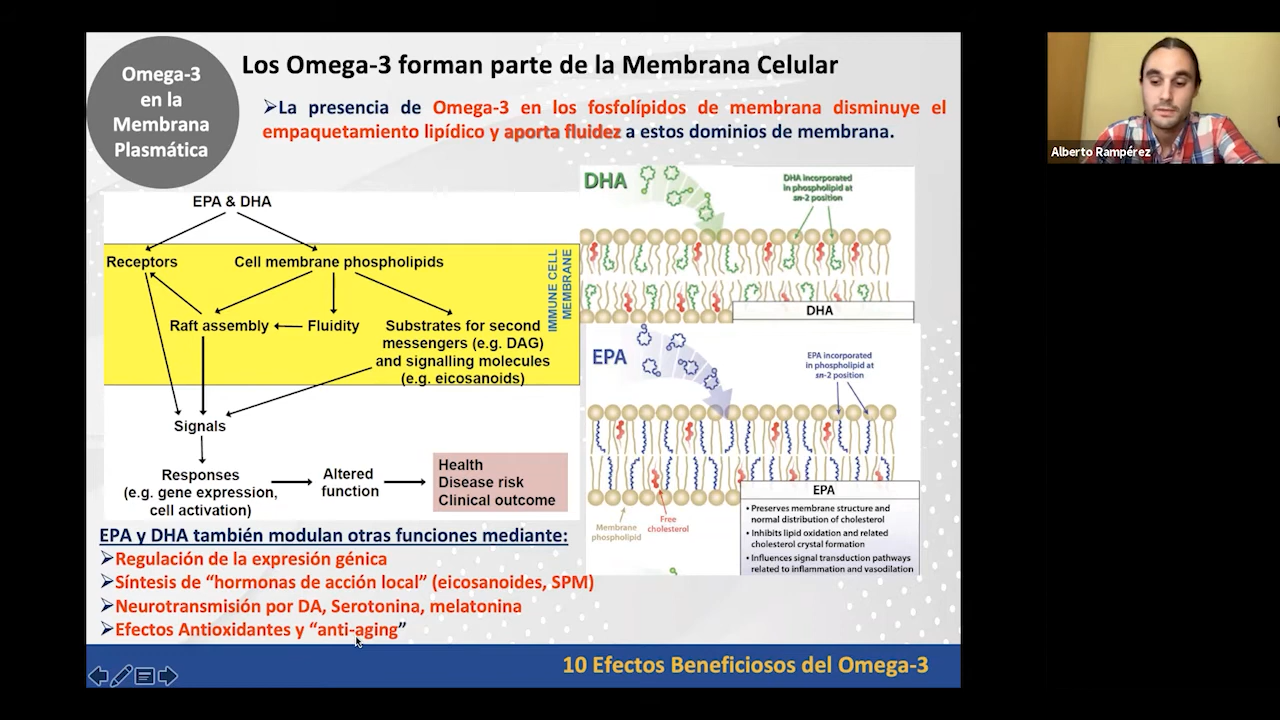 Omega-3
en la
Membrana
Plasmática
Los Omega-3 forman parte de la Membrana Celular
➢La presencia de Omega-3 en los fosfolípidos de membrana disminuye el
empaquetamiento lipídico y aporta fluidez a estos dominios de membrana.
EPA & DHA
Receptors
Cell membrane phospholipids
Raft assembly
Fluidity
Substrates for second
messengers (e.g. DAG)
and signalling molecules
(e.g. eicosanoids)
IMMUNE CELL
MEMBRANE
Signals
Responses
(e.g. gene expression,
cell activation)
Altered
function
Health
Disease risk
Clinical outcome
DHA
DHA incorporated
in phospholipid at
sn-2 position
DHA
EPA
EPA incorporated
in phospholipid at
sn-2 position
Membrane
phospholipid
Free
cholesterol
EPA
• Preserves membrane structure and
normal distribution of cholesterol
• Inhibits lipid oxidation and related
cholesterol crystal formation
• Influences signal transduction pathways
related to inflammation and vasodilation
EPA y DHA también modulan otras funciones mediante:
➢Regulación de la expresión génica
➢Síntesis de “hormonas de acción local” (eicosanoides, SPM)
➢Neurotransmisión por DA, Serotonina, melatonina
➢Efectos Antioxidantes y “anti-aging”
10 Efectos Beneficiosos del Omega-3
Alberto Rampérez